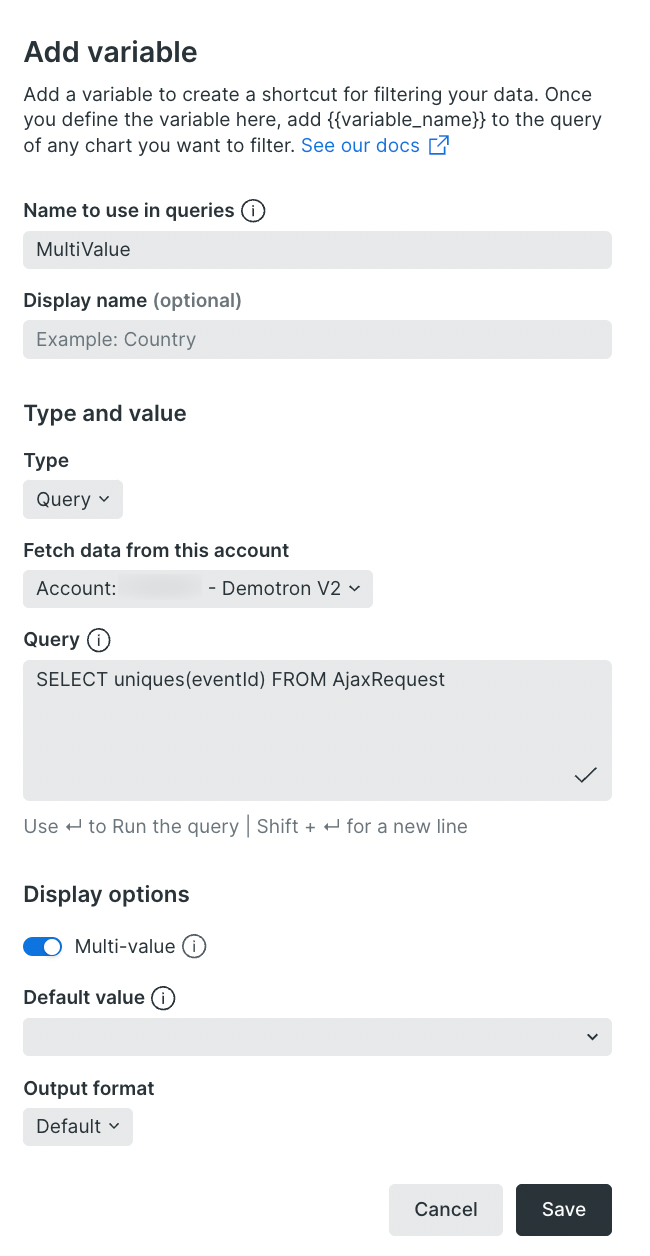 Add variable
Add a variable to create a shortcut for filtering your data. Once
you define the variable here, add {{variable_name}} to the query
of any chart you want to filter. See our docs
Name to use in queries
MultiValue
Display name (optional)
Example: Country
Type and value
Type
Query
Fetch data from this account
Account: - Demotron V2
Query
SELECT uniques(eventId) FROM AjaxRequest
Use ↵ to Run the query | Shift + ↵ for a new line
Display options
Multi-value
Default value
Output format
Default
Cancel Save